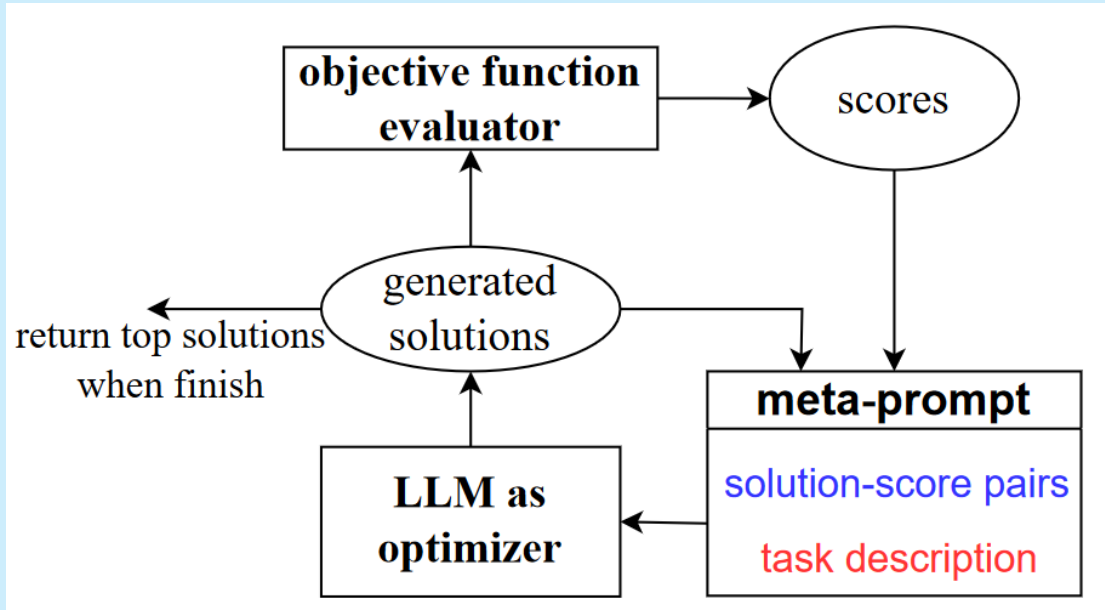 objective function
evaluator
scores
generated
solutions
return top solutions
when finish
meta-prompt
solution-score pairs
task description
LLM as
optimizer